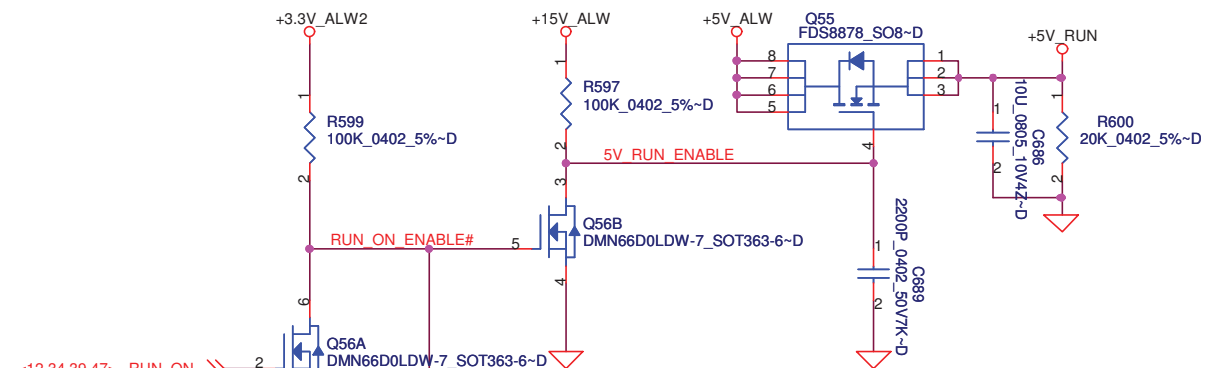 +3.3V_ALW2
+15V_ALW
+5V_ALW
Q55
FDS8878_SO8~D
+5V_RUN
8
7
6
5
1
2
3
4
1
R599
100K_0402_5%~D
2
1
R597
100K_0402_5%~D
2
5V_RUN_ENABLE
1
10U_0805_10V4Z~D
C686
2
1
R600
20K_0402_5%~D
2
RUN_ON_ENABLE#
5
3
Q56B
DMN66D0LDW-7_SOT363-6~D
4
1
2200P_0402_50V7K~D
C689
2
6
Q56A
DMN66D0LDW-7_SOT363-6~D
2
RUN_ON